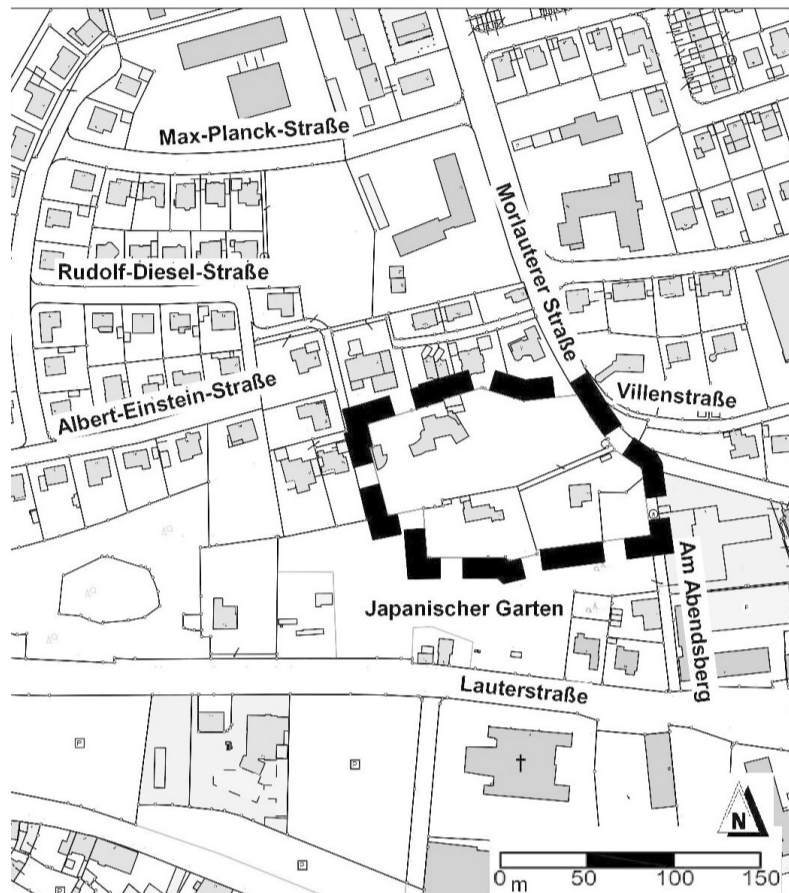 Max-Planck-Straße
Morlauterer Straße
Rudolf-Diesel-Straße
Albert-Einstein-Straße
Villenstraße
Japanischer Garten
Am Abendsberg
Lauterstraße
P
P
P
P
F
N
0 m 50 100 150